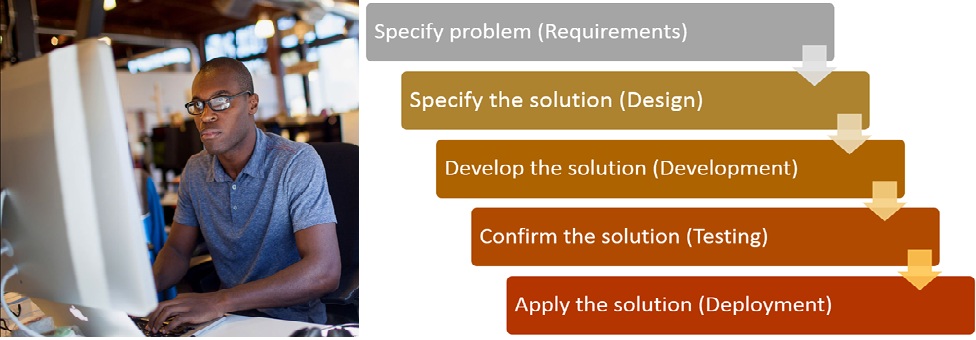 Specify problem (Requirements)
Specify the solution (Design)
Develop the solution (Development)
Confirm the solution (Testing)
Apply the solution (Deployment)